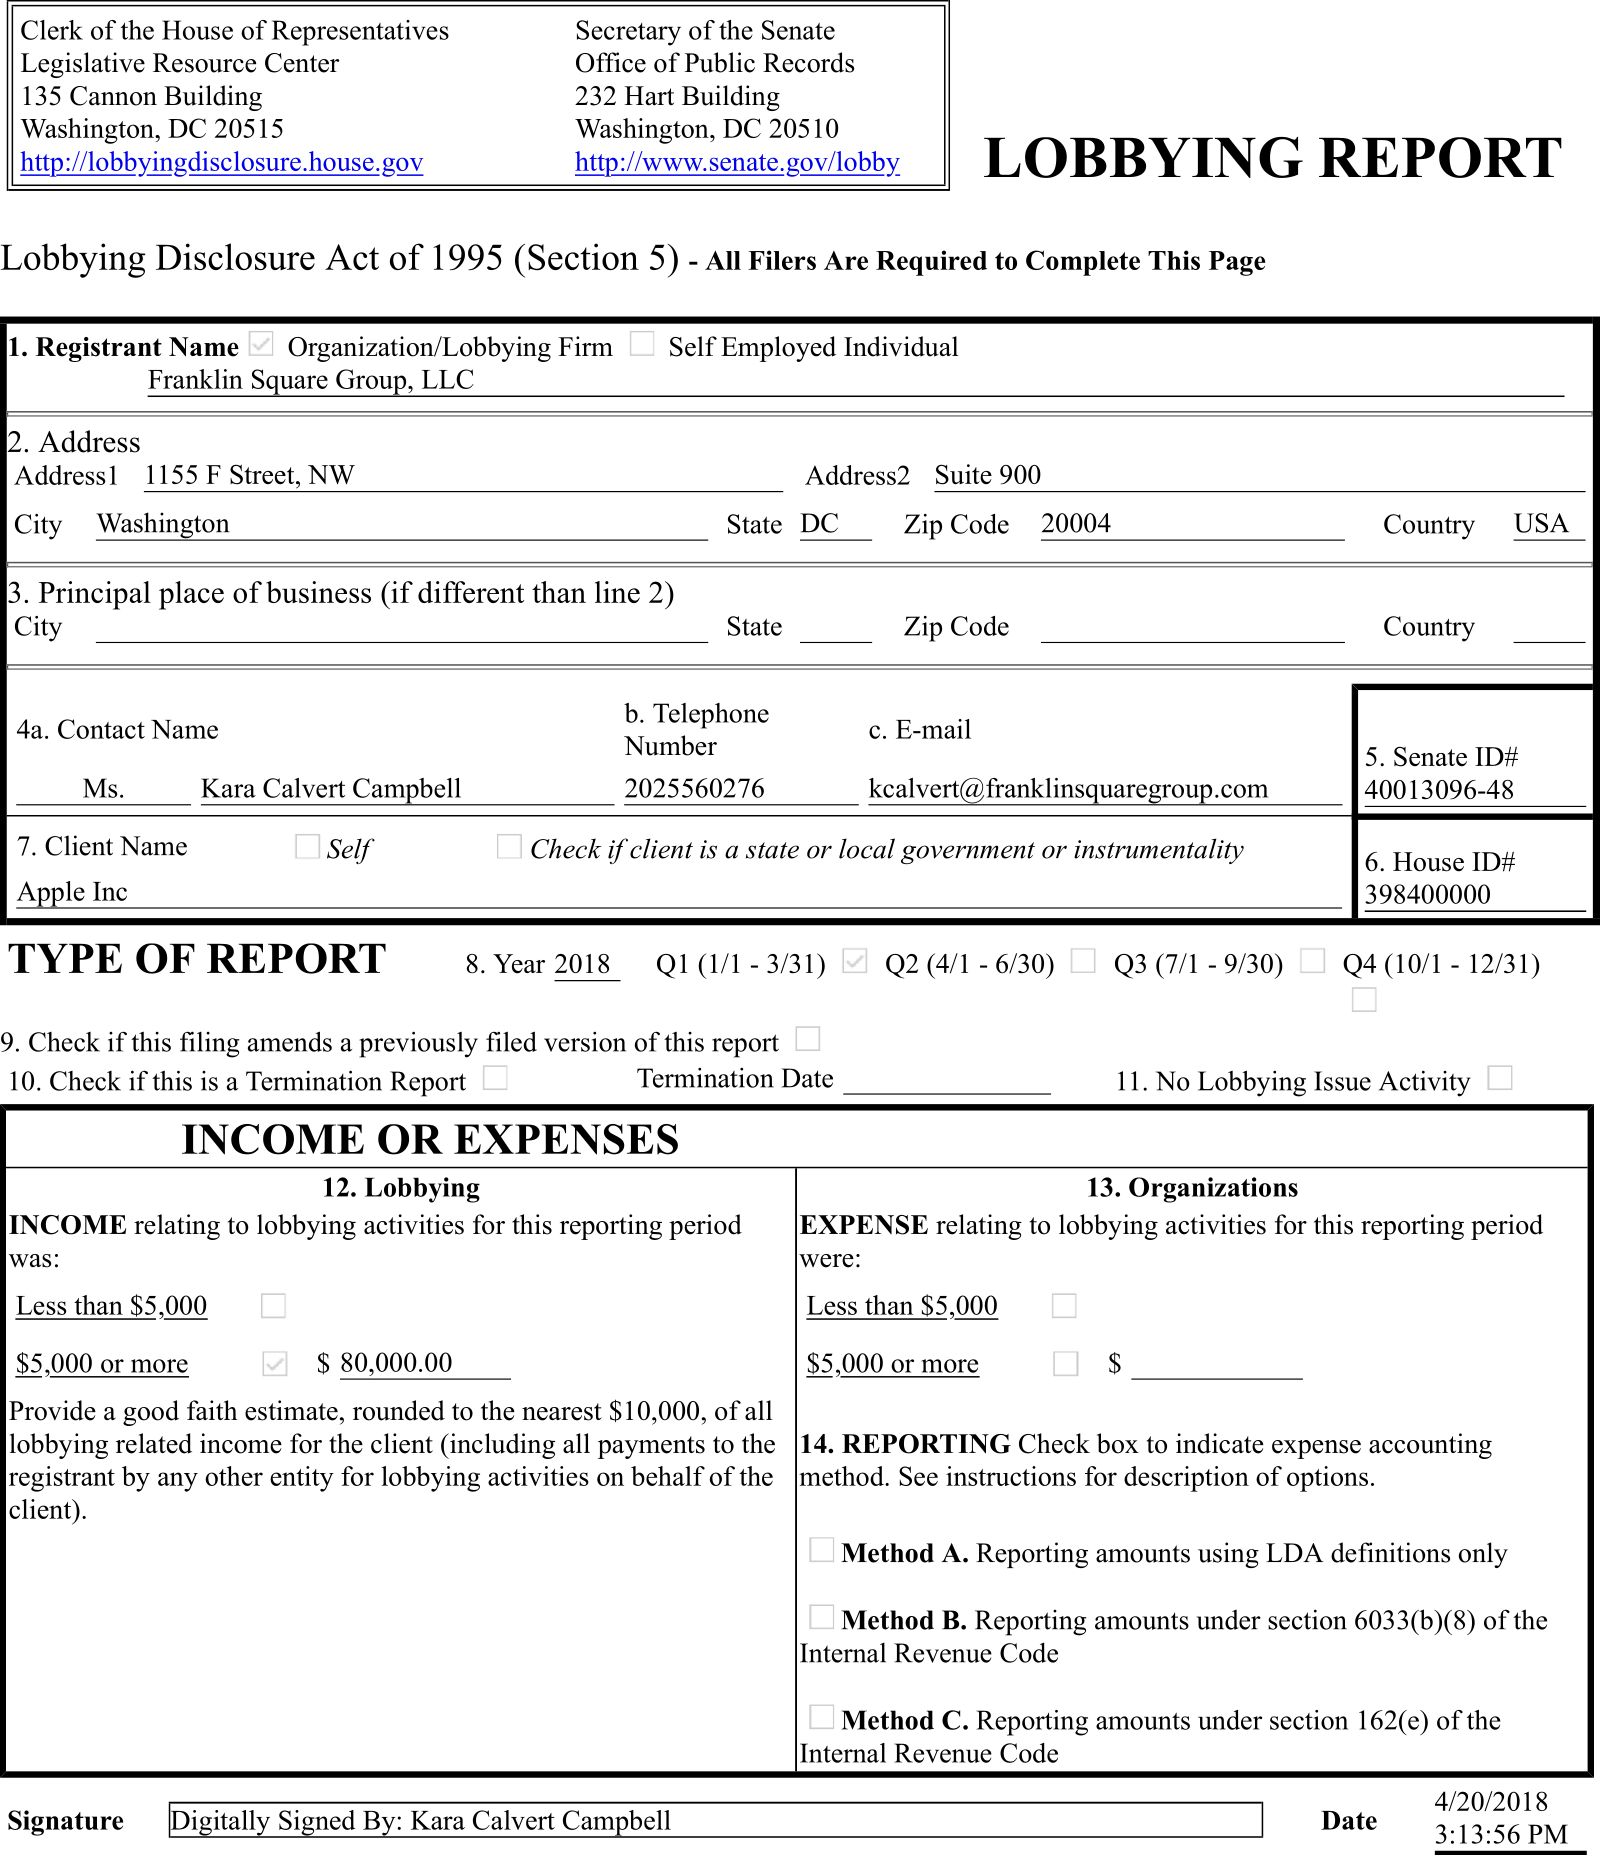 Clerk of the House of Representatives
Legislative Resource Center
135 Cannon Building
Washington, DC 20515
http://lobbyingdisclosure.house.gov
Secretary of the Senate
Office of Public Records
232 Hart Building
Washington, DC 20510
http://www.senate.gov/lobby
LOBBYING REPORT
Lobbying Disclosure Act of 1995 (Section 5) - All Filers Are Required to Complete This Page
1. Registrant Name Organization/Lobbying Firm Self Employed Individual
Franklin Square Group, LLC
2. Address
Address1 1155 F Street, NW Address2 Suite 900
City Washington State DC Zip Code 20004 Country USA
3. Principal place of business (if different than line 2)
City State Zip Code Country
4a. Contact Name
b. Telephone
Number
c. E-mail
Ms. Kara Calvert Campbell 2025560276 kcalvert@franklinsquaregroup.com
5. Senate ID#
40013096-48
7. Client Name Self Check if client is a state or local government or instrumentality
Apple Inc
6. House ID#
398400000
TYPE OF REPORT 8. Year 2018 Q1 (1/1 - 3/31) Q2 (4/1 - 6/30) Q3 (7/1 - 9/30) Q4 (10/1 - 12/31)
9. Check if this filing amends a previously filed version of this report
10. Check if this is a Termination Report Termination Date 11. No Lobbying Issue Activity
INCOME OR EXPENSES
12. Lobbying
INCOME relating to lobbying activities for this reporting period
was:
Less than $5,000
$5,000 or more $ 80,000.00
Provide a good faith estimate, rounded to the nearest $10,000, of all
lobbying related income for the client (including all payments to the
registrant by any other entity for lobbying activities on behalf of the
client).
13. Organizations
EXPENSE relating to lobbying activities for this reporting period
were:
Less than $5,000
$5,000 or more $
14. REPORTING Check box to indicate expense accounting
method. See instructions for description of options.
Method A. Reporting amounts using LDA definitions only
Method B. Reporting amounts under section 6033(b)(8) of the
Internal Revenue Code
Method C. Reporting amounts under section 162(e) of the
Internal Revenue Code
Signature Digitally Signed By: Kara Calvert Campbell Date
4/20/2018
3:13:56 PM